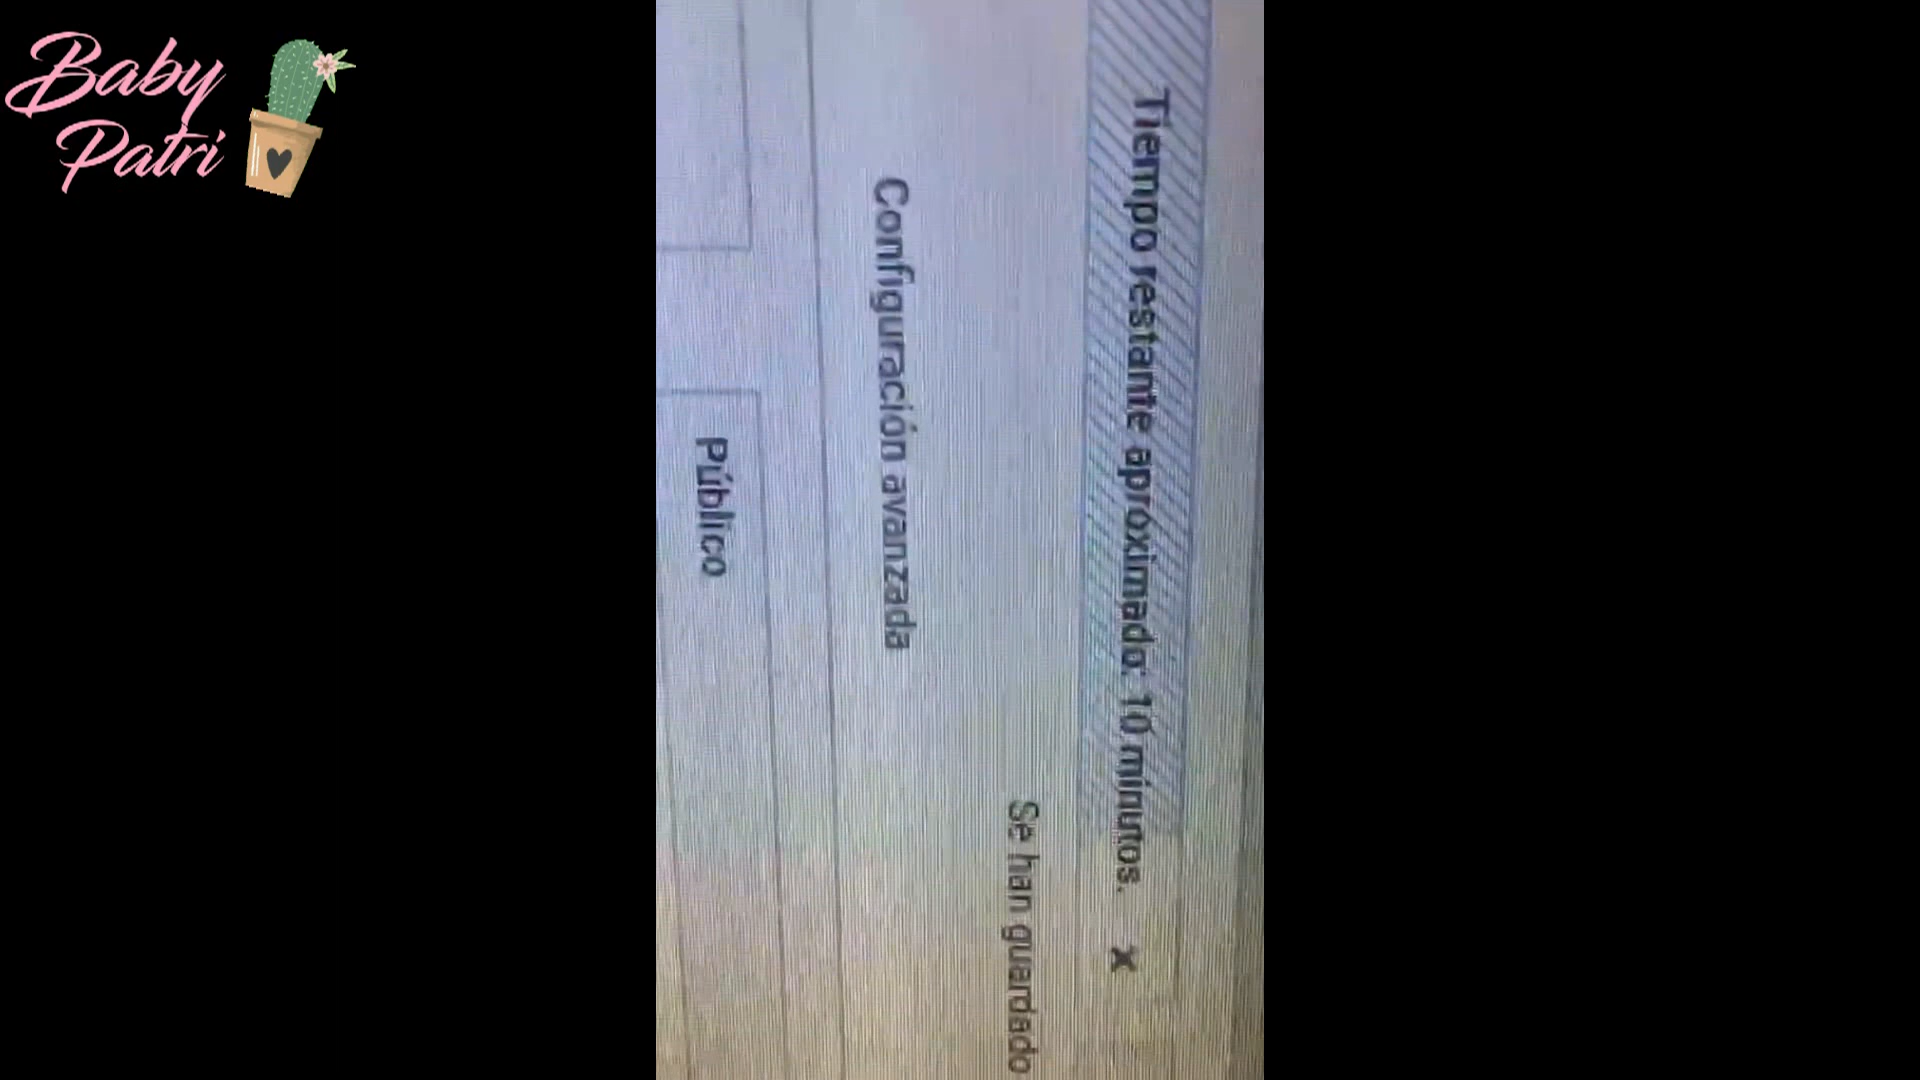 Baby
Patri
Tiempo restante aproximado: 10 minutos. x
Se han guardado
Configuración avanzada
Público